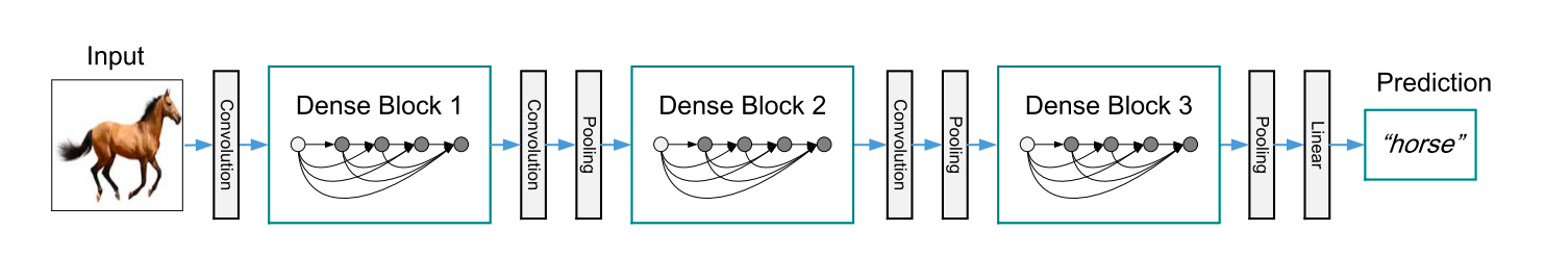 Input
Convolution
Dense Block 1
Convolution
Pooling
Dense Block 2
Convolution
Pooling
Dense Block 3
Pooling
Linear
Prediction
“horse”